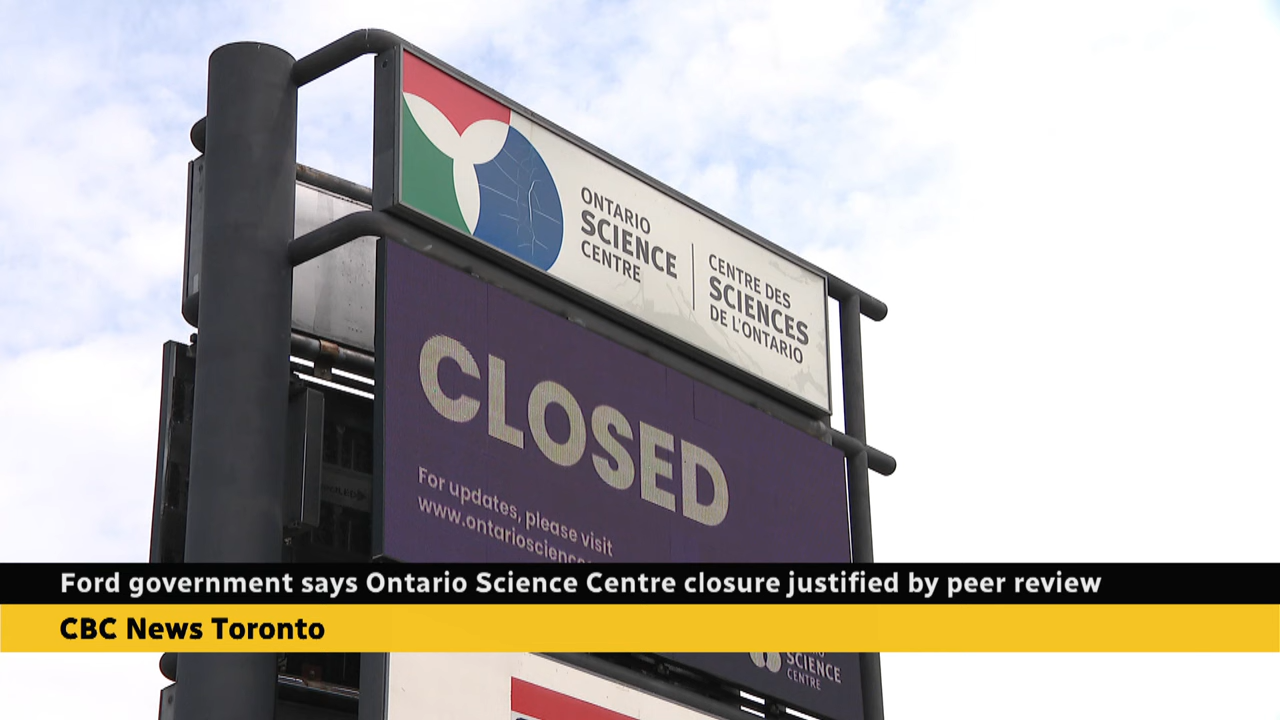 ONTARIO
SCIENCE
CENTRE
CENTRE DES
SCIENCES
DE L'ONTARIO
CLOSED
For updates, please visit
Ford government says Ontario Science Centre closure justified by peer review
CBC News Toronto
SCIENCE
CENTRE